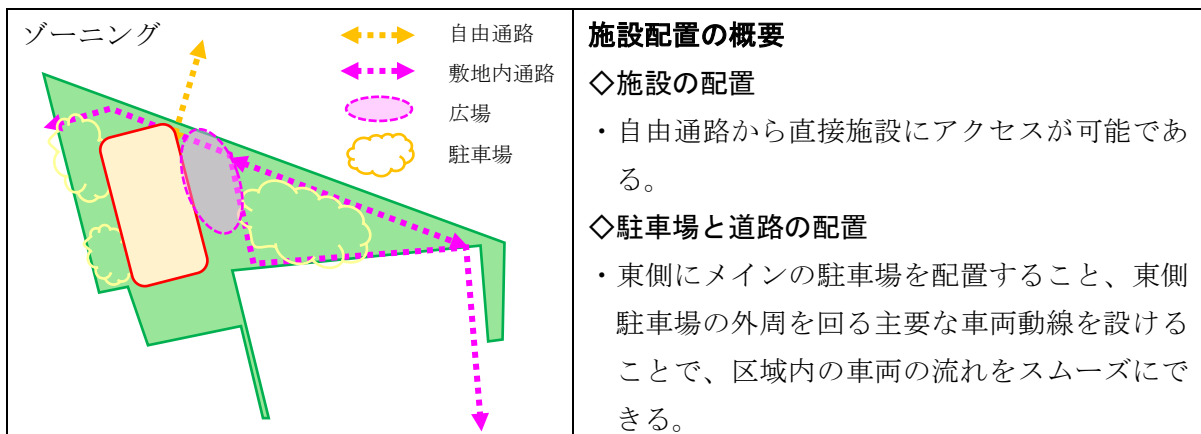 ゾーニング
自由通路
敷地内通路
広場
駐車場
施設配置の概要
◇施設の配置
・自由通路から直接施設にアクセスが可能であ
る。
◇駐車場と道路の配置
・東側にメインの駐車場を配置すること、東側
駐車場の外周を回る主要な車両動線を設ける
ことで、区域内の車両の流れをスムーズにで
きる。